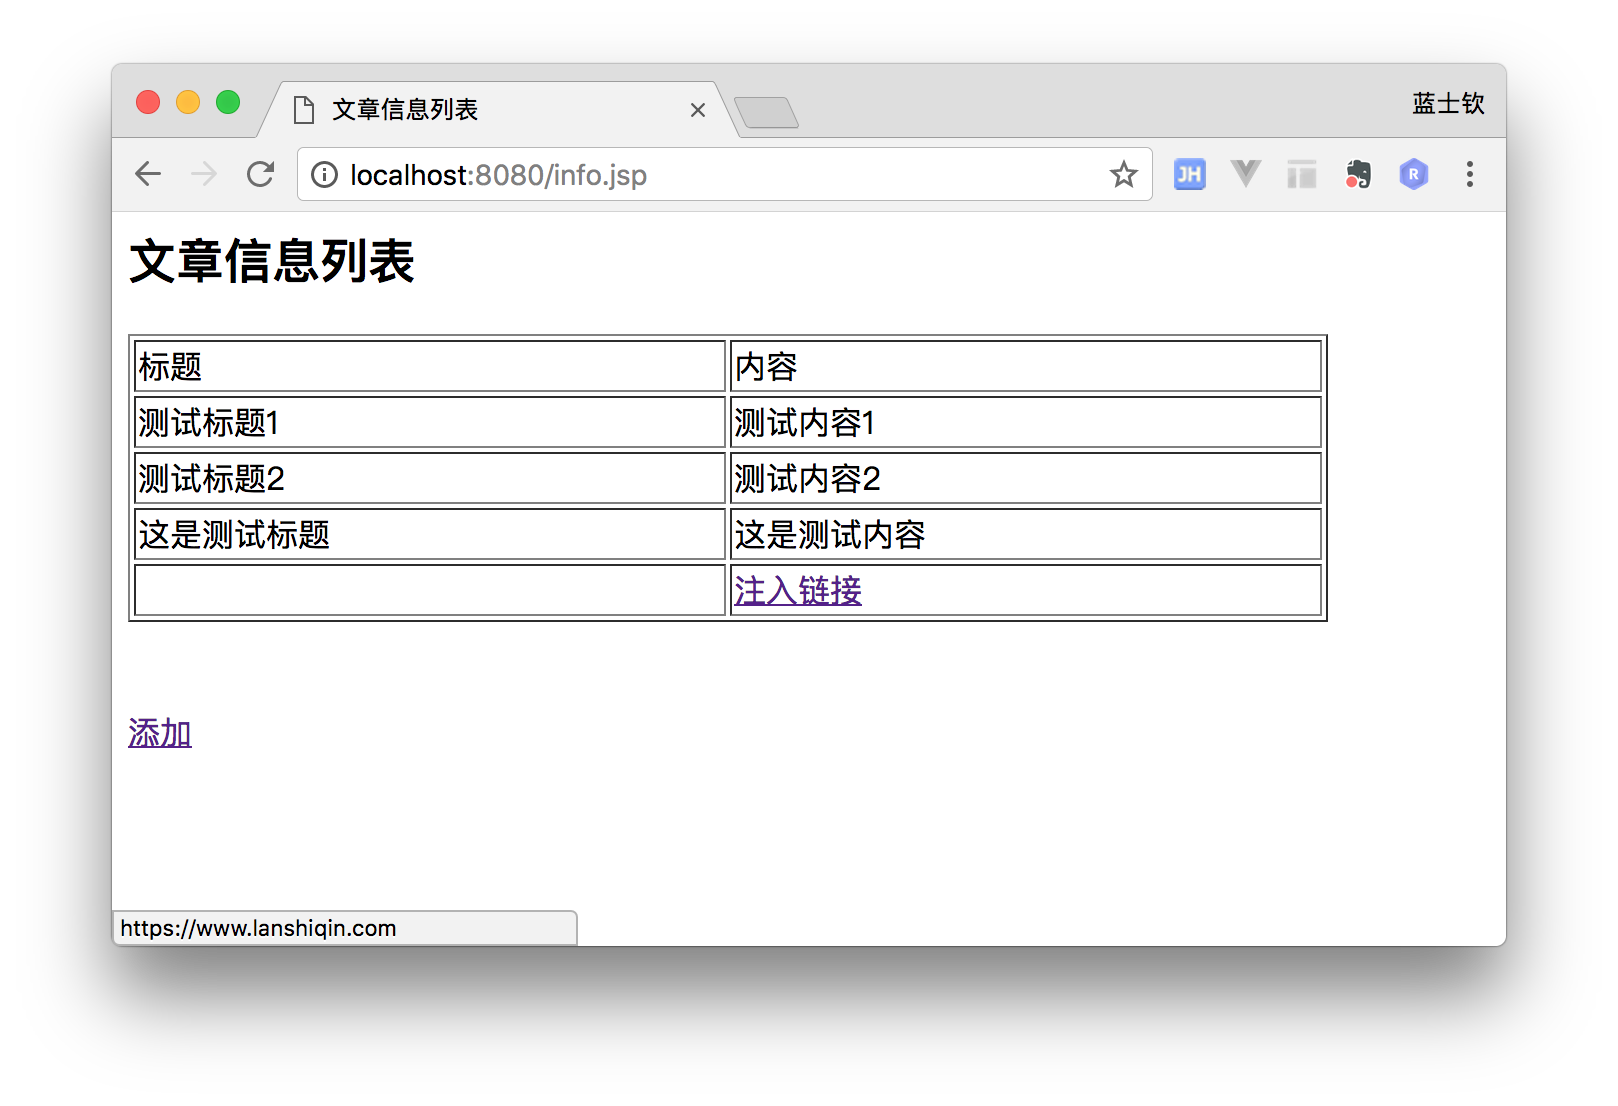 文章信息列表
蓝士钦
localhost:8080/info.jsp
JH
R
文章信息列表
标题 内容
测试标题1 测试内容1
测试标题2 测试内容2
这是测试标题 这是测试内容
注入链接
添加
https://www.lanshiqin.com